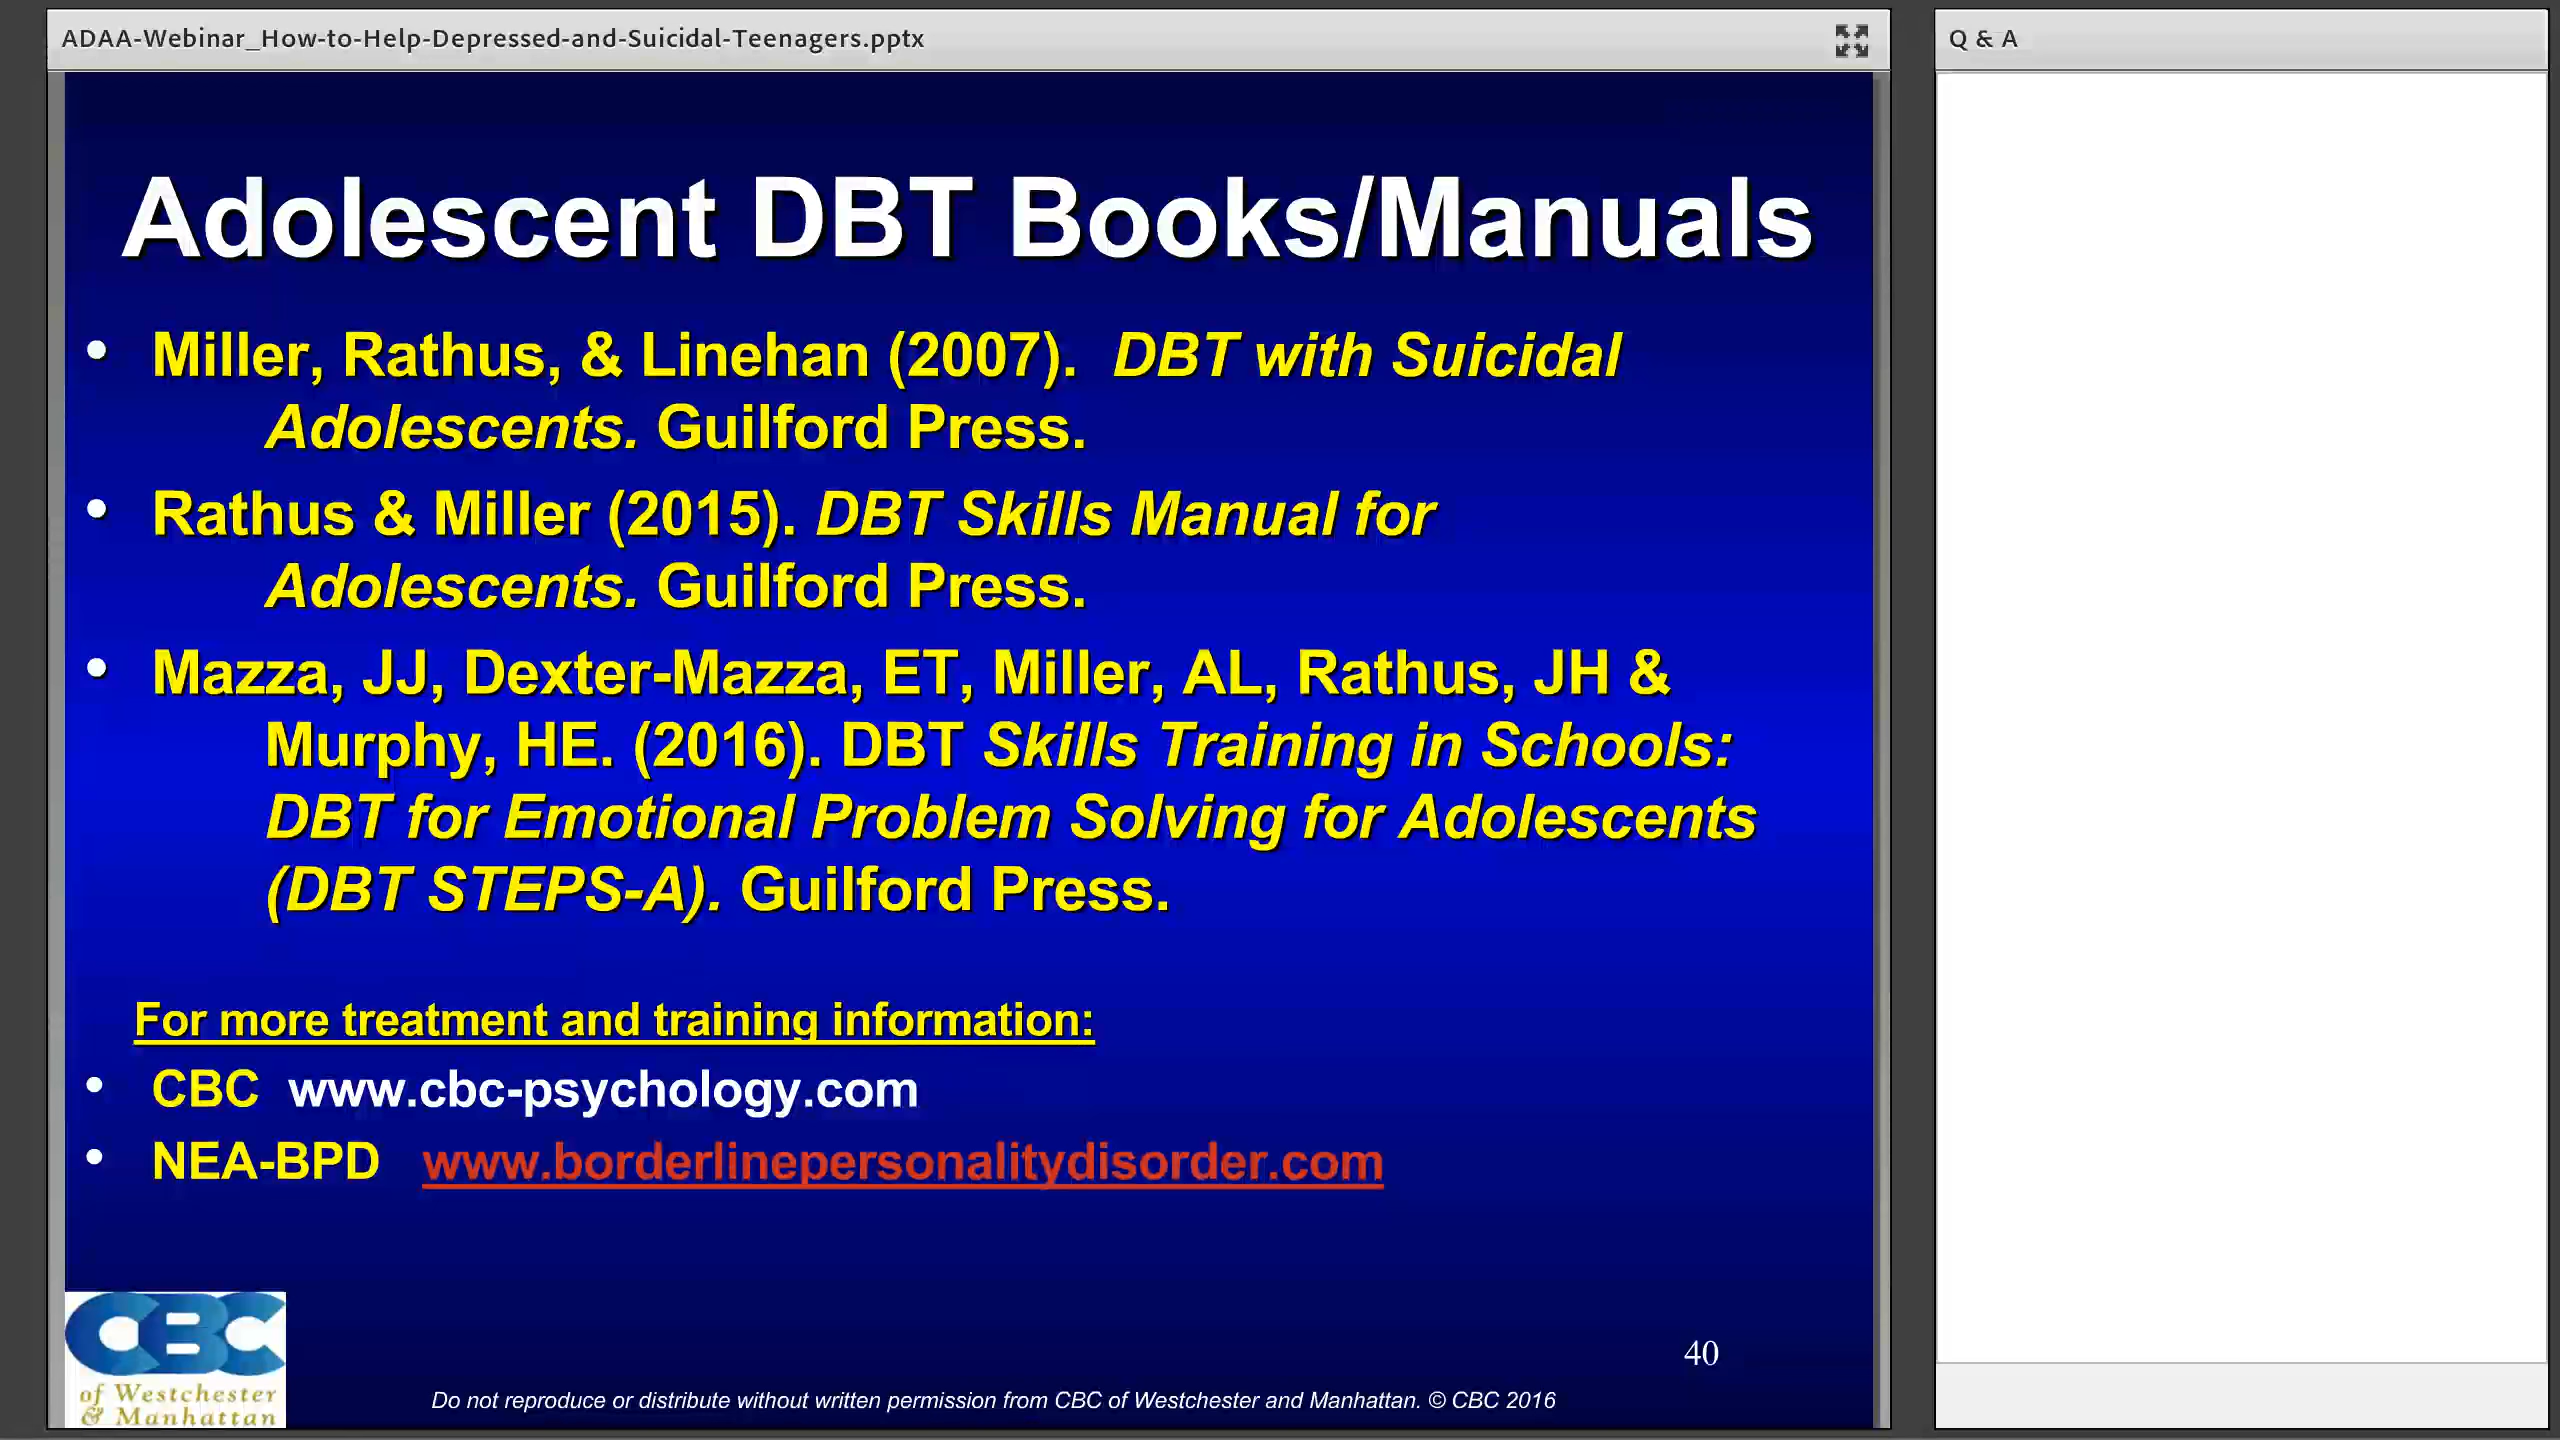 ADAA-Webinar_How-to-Help-Depressed-and-Suicidal-Teenagers.pptx
Q & A
Adolescent DBT Books/Manuals
• Miller, Rathus, & Linehan (2007). DBT with Suicidal
Adolescents. Guilford Press.
• Rathus & Miller (2015). DBT Skills Manual for
Adolescents. Guilford Press.
• Mazza, JJ, Dexter-Mazza, ET, Miller, AL, Rathus, JH &
Murphy, HE. (2016). DBT Skills Training in Schools:
DBT for Emotional Problem Solving for Adolescents
(DBT STEPS-A). Guilford Press.
For more treatment and training information:
• CBC www.cbc-psychology.com
• NEA-BPD www.borderlinepersonalitydisorder.com
CBC
of Westchester
& Manhattan
40
Do not reproduce or distribute without written permission from CBC of Westchester and Manhattan. © CBC 2016